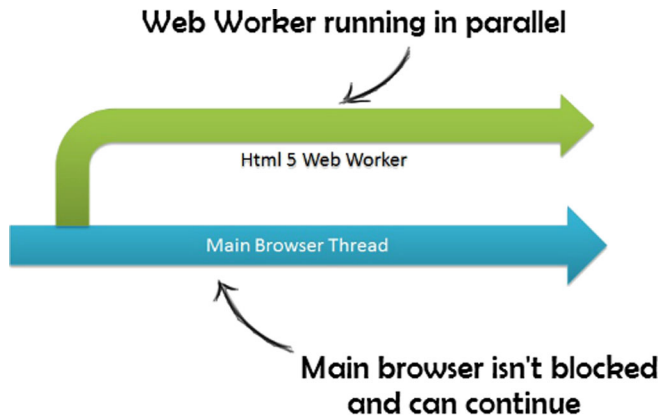 Web Worker running in parallel
Html 5 Web Worker
Main Browser Thread
Main browser isn't blocked
and can continue